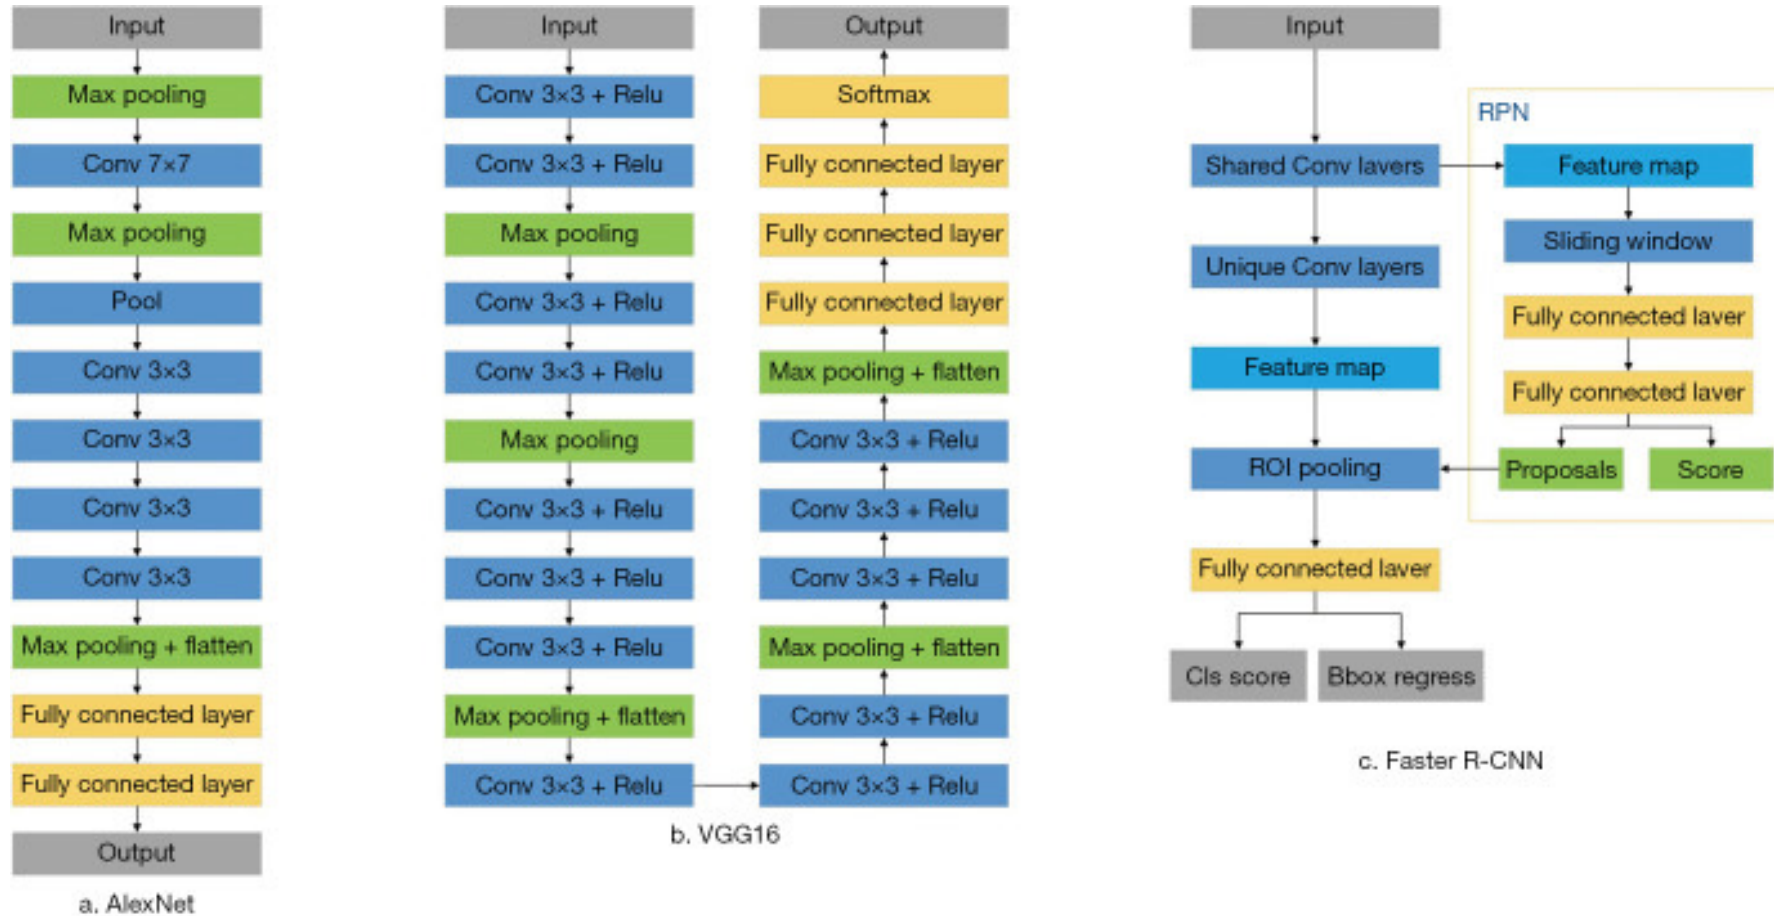 Input
Max pooling
Conv 7×7
Max pooling
Pool
Conv 3×3
Conv 3×3
Conv 3×3
Conv 3×3
Max pooling + flatten
Fully connected layer
Fully connected layer
Output
a. AlexNet
Input
Conv 3×3 + Relu
Conv 3×3 + Relu
Max pooling
Conv 3×3 + Relu
Conv 3×3 + Relu
Max pooling
Conv 3×3 + Relu
Conv 3×3 + Relu
Conv 3×3 + Relu
Max pooling + flatten
Conv 3×3 + Relu
Output
Softmax
Fully connected layer
Fully connected layer
Fully connected layer
Max pooling + flatten
Conv 3×3 + Relu
Conv 3×3 + Relu
Conv 3×3 + Relu
Max pooling + flatten
Conv 3×3 + Relu
Conv 3×3 + Relu
b. VGG16
Input
Shared Conv lavers
Unique Conv layers
Feature map
ROI pooling
Fully connected laver
Cls score
Bbox regress
RPN
Feature map
Sliding window
Fully connected laver
Fully connected laver
Proposals
Score
c. Faster R-CNN